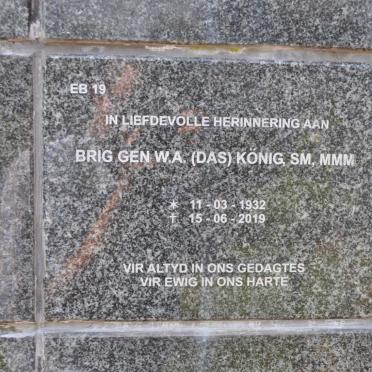 EB 19
IN LIEFDEVOLLE HERINNERING AAN
BRIG GEN W.A. (DAS) KÖNIG, SM, MMM
* 11 - 03 - 1932
† 15 - 06 - 2019
VIR ALTYD IN ONS GEDAGTES
VIR EWIG IN ONS HARTE